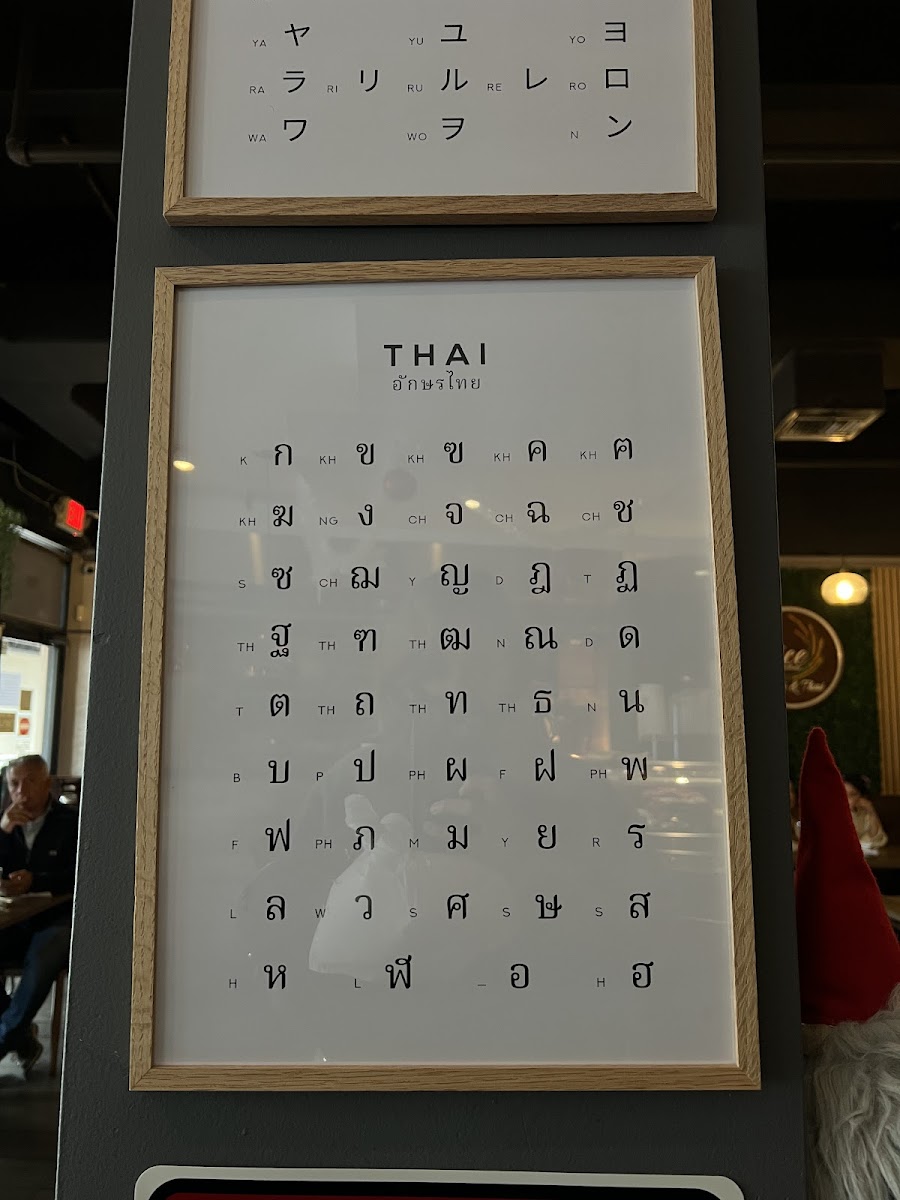 YA ヤ YU ユ YO ヨ
RA ラ RI リ RU ル RE レ RO ロ
WA ワ WO ヲ N ン
THAI
อักษรไทย
K ก KH ข KH ฃ KH ค KH ฅ
KH ฆ NG ง CH จ CH ฉ CH ช
S ซ CH ฌ Y ญ D ฎ T ฏ
TH ฐ TH ฑ TH ฒ N ณ D ด
T ต TH ถ TH ท TH ธ N น
B บ P ป PH ผ F ฝ PH พ
F ฟ PH ภ M ม Y ย R ร
L ล W ว S ศ S ษ S ส
H ห L ฬ _ อ H ฮ